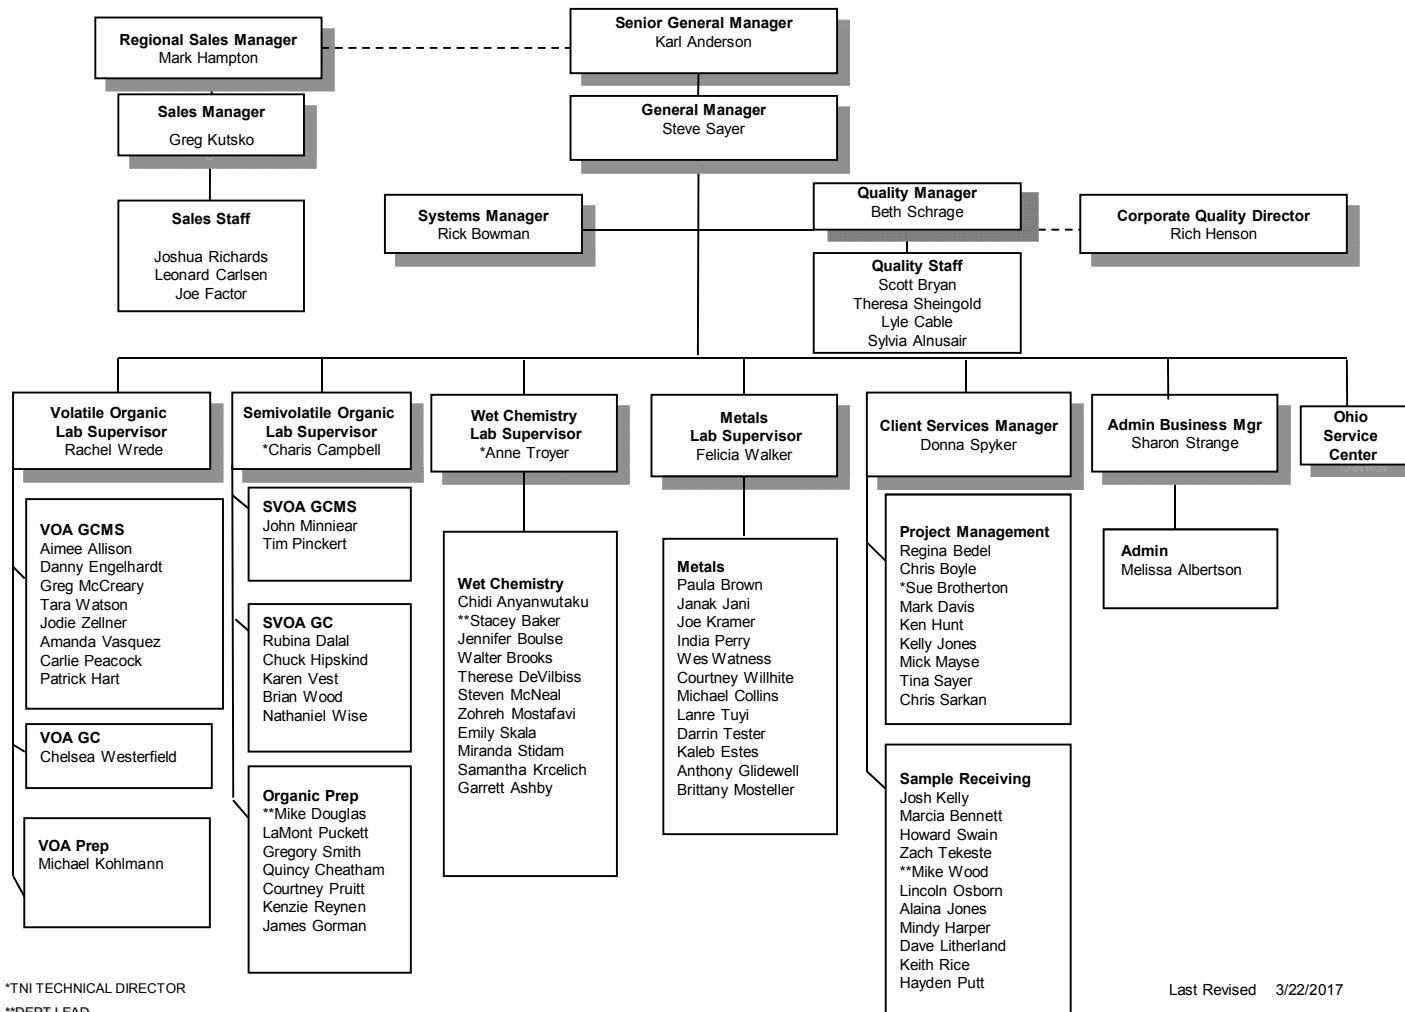 Senior General Manager
Karl Anderson
Regional Sales Manager
Mark Hampton
Sales Manager
Greg Kutsko
General Manager
Steve Sayer
Sales Staff
Joshua Richards
Leonard Carlsen
Joe Factor
Systems Manager
Rick Bowman
Quality Manager
Beth Schrage
Corporate Quality Director
Rich Henson
Quality Staff
Scott Bryan
Theresa Sheingold
Lyle Cable
Sylvia Alnusair
Volatile Organic
Lab Supervisor
Rachel Wrede
Semivolatile Organic
Lab Supervisor
*Charis Campbell
Wet Chemistry
Lab Supervisor
*Anne Troyer
Metals
Lab Supervisor
Felicia Walker
Client Services Manager
Donna Spyker
Admin Business Mgr
Sharon Strange
Ohio
Service
Center
VOA GCMS
Aimee Allison
Danny Engelhardt
Greg McCreary
Tara Watson
Jodie Zellner
Amanda Vasquez
Carlie Peacock
Patrick Hart
VOA GC
Chelsea Westerfield
VOA Prep
Michael Kohlmann
SVOA GCMS
John Minniear
Tim Pinckert
SVOA GC
Rubina Dalal
Chuck Hipskind
Karen Vest
Brian Wood
Nathaniel Wise
Organic Prep
**Mike Douglas
LaMont Puckett
Gregory Smith
Quincy Cheatham
Courtney Pruitt
Kenzie Reynen
James Gorman
Wet Chemistry
Chidi Anyanwutaku
**Stacey Baker
Jennifer Boulse
Walter Brooks
Therese DeVilbiss
Steven McNeal
Zohreh Mostafavi
Emily Skala
Miranda Stidam
Samantha Krcelich
Garrett Ashby
Metals
Paula Brown
Janak Jani
Joe Kramer
India Perry
Wes Watness
Courtney Willhite
Michael Collins
Lanre Tuyi
Darrin Tester
Kaleb Estes
Anthony Glidewell
Brittany Mosteller
Project Management
Regina Bedel
Chris Boyle
*Sue Brotherton
Mark Davis
Ken Hunt
Kelly Jones
Mick Mayse
Tina Sayer
Chris Sarkan
Sample Receiving
Josh Kelly
Marcia Bennett
Howard Swain
Zach Tekeste
**Mike Wood
Lincoln Osborn
Alaina Jones
Mindy Harper
Dave Litherland
Keith Rice
Hayden Putt
Admin
Melissa Albertson
*TNI TECHNICAL DIRECTOR
**DEPT LEAD
Last Revised 3/22/2017